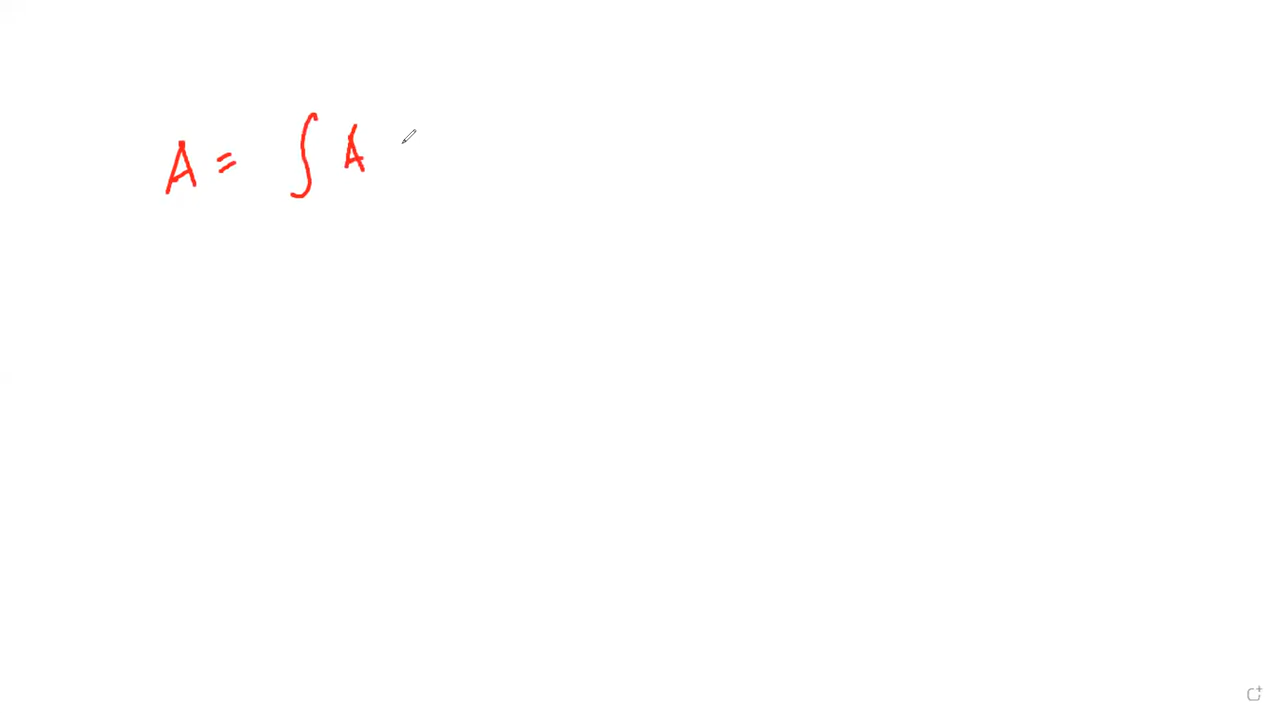 A = ∫ A